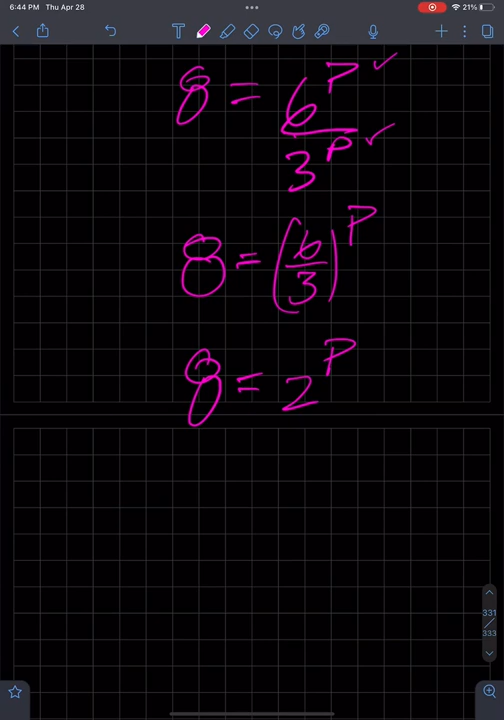 6:44 PM Thu Apr 28
21%
T
8 = 6^P ✓ / 3^P ✓
8 = (6/3)^P
8 = 2^P
331
/
333